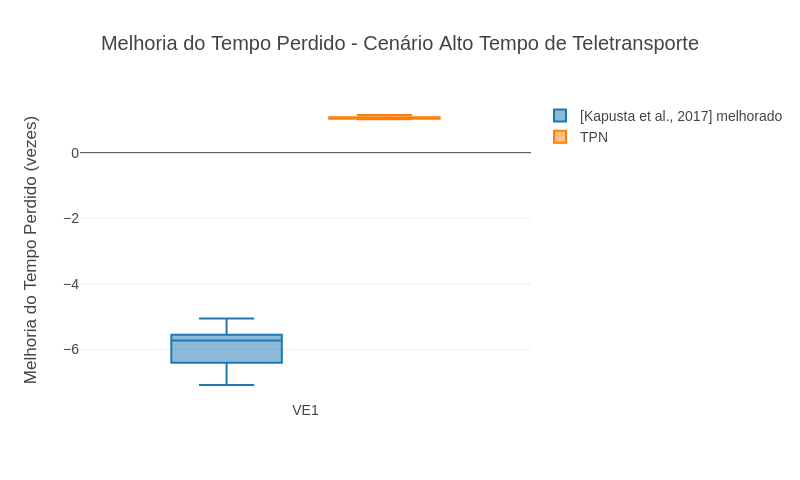 Melhoria do Tempo Perdido - Cenário Alto Tempo de Teletransporte
[Kapusta et al., 2017] melhorado
TPN
Melhoria do Tempo Perdido (vezes)
0
−2
−4
−6
VE1